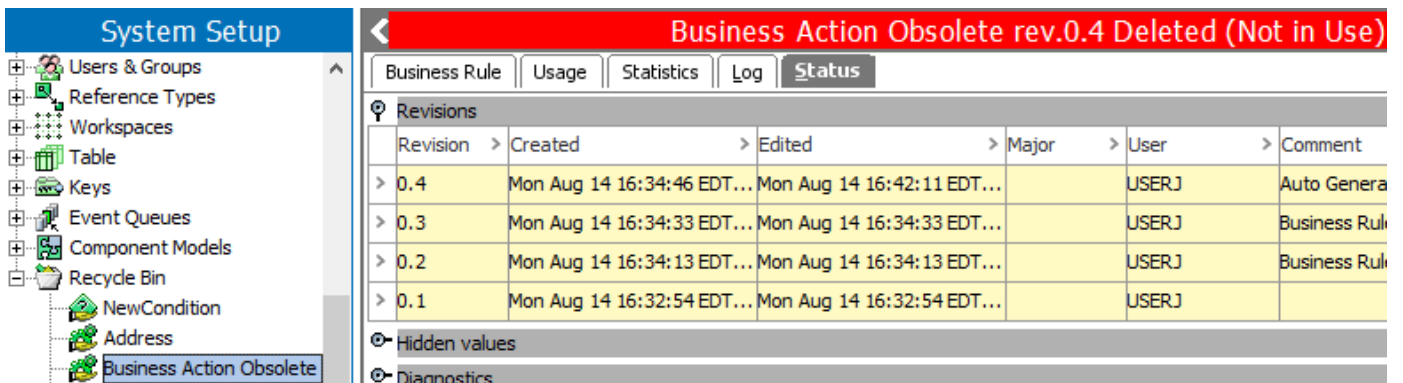 System Setup
Users & Groups
Reference Types
Workspaces
Table
Keys
Event Queues
Component Models
Recycle Bin
NewCondition
Address
Business Action Obsolete
Business Action Obsolete rev.0.4 Deleted (Not in Use)
Business Rule Usage Statistics Log Status
Revisions
Revision > Created > Edited > Major > User > Comment
> 0.4 Mon Aug 14 16:34:46 EDT... Mon Aug 14 16:42:11 EDT... USERJ Auto Genera
> 0.3 Mon Aug 14 16:34:33 EDT... Mon Aug 14 16:34:33 EDT... USERJ Business Rul
> 0.2 Mon Aug 14 16:34:13 EDT... Mon Aug 14 16:34:13 EDT... USERJ Business Rul
> 0.1 Mon Aug 14 16:32:54 EDT... Mon Aug 14 16:32:54 EDT... USERJ
Hidden values
Diagnostics